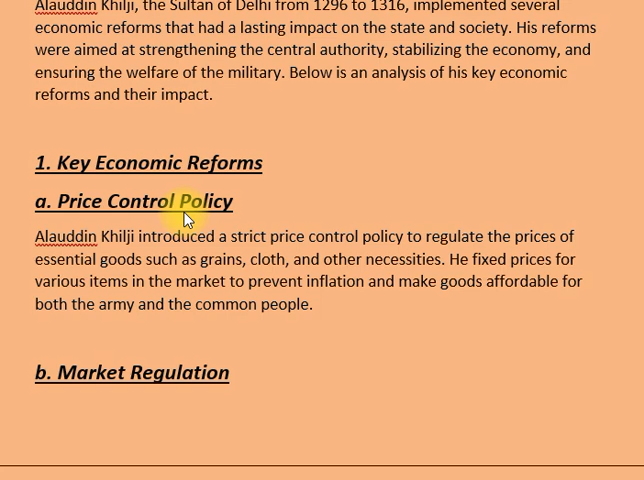 Alauddin Khilji, the Sultan of Delhi from 1296 to 1316, implemented several
economic reforms that had a lasting impact on the state and society. His reforms
were aimed at strengthening the central authority, stabilizing the economy, and
ensuring the welfare of the military. Below is an analysis of his key economic
reforms and their impact.
1. Key Economic Reforms
a. Price Control Policy
Alauddin Khilji introduced a strict price control policy to regulate the prices of
essential goods such as grains, cloth, and other necessities. He fixed prices for
various items in the market to prevent inflation and make goods affordable for
both the army and the common people.
b. Market Regulation